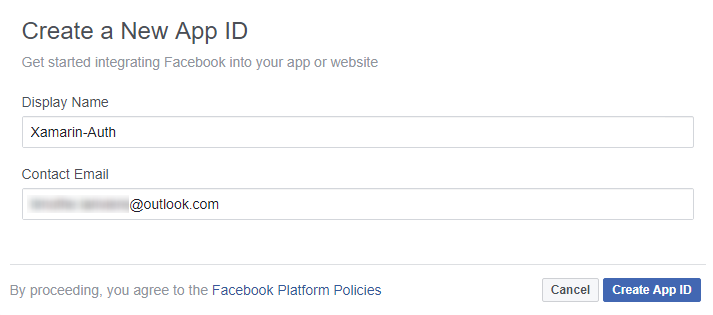 Create a New App ID
Get started integrating Facebook into your app or website
Display Name
Xamarin-Auth
Contact Email
@outlook.com
By proceeding, you agree to the Facebook Platform Policies
Cancel
Create App ID